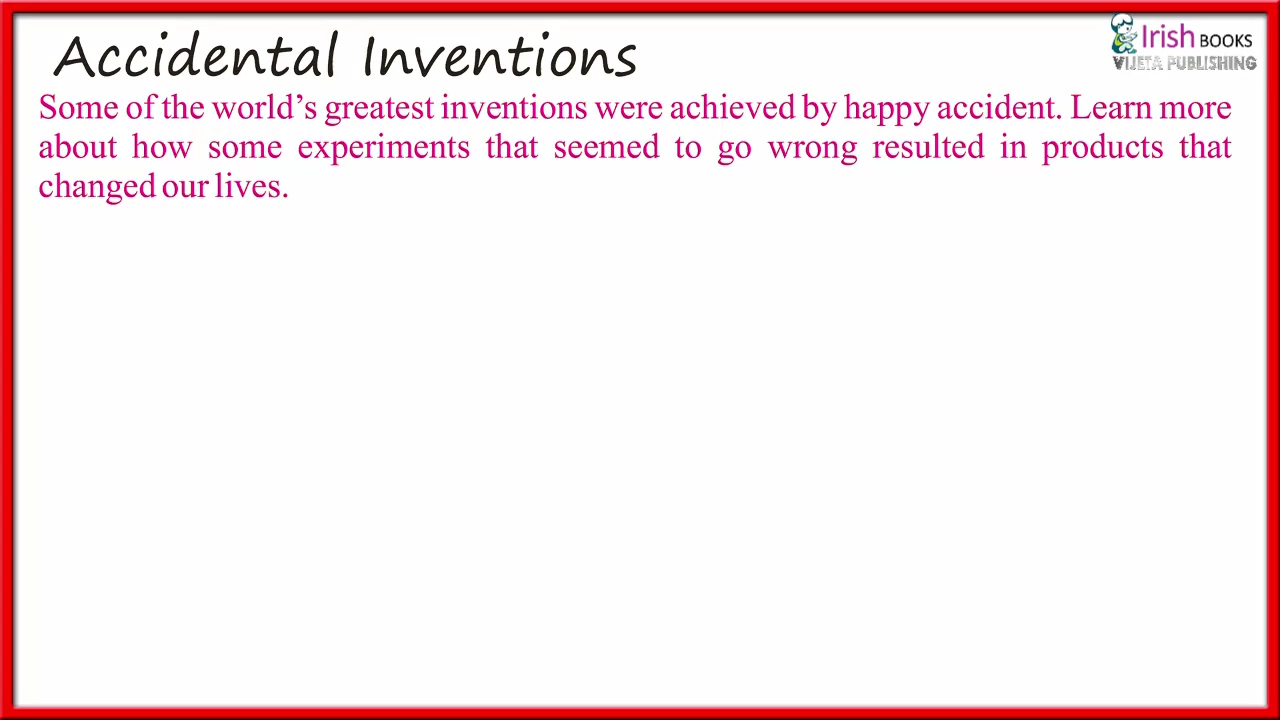 Accidental Inventions
Irish BOOKS
VIJETA PUBLISHING
Some of the world’s greatest inventions were achieved by happy accident. Learn more
about how some experiments that seemed to go wrong resulted in products that
changed our lives.